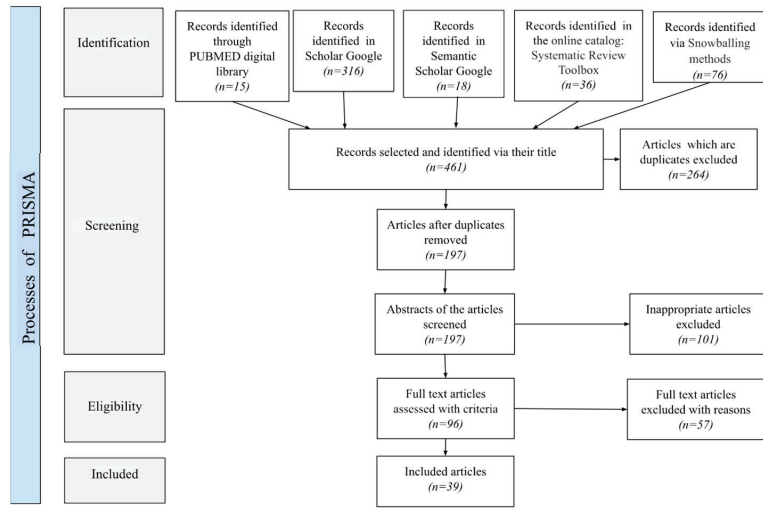 Processes of PRISMA
Identification
Records identified
through
PUBMED digital
library
(n=15)
Records
identified in
Scholar Google
(n=316)
Records
identified in
Semantic
Scholar Google
(n=18)
Records identified in
the online catalog:
Systematic Review
Toolbox
(n=36)
Records identified
via Snowballing
methods
(n=76)
Screening
Records selected and identified via their title
(n=461)
Articles which are
duplicates excluded
(n=264)
Articles after duplicates
removed
(n=197)
Abstracts of the articles
screened
(n=197)
Inappropriate articles
excluded
(n=101)
Eligibility
Full text articles
assessed with criteria
(n=96)
Full text articles
excluded with reasons
(n=57)
Included
Included articles
(n=39)